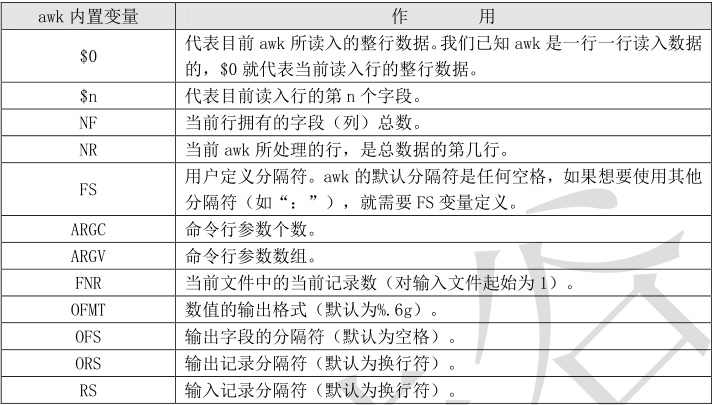 awk 内置变量 作 用
$0 代表目前 awk 所读入的整行数据。我们已知 awk 是一行一行读入数据
的，$0 就代表当前读入行的整行数据。
$n 代表目前读入行的第 n 个字段。
NF 当前行拥有的字段（列）总数。
NR 当前 awk 所处理的行，是总数据的第几行。
FS 用户定义分隔符。awk 的默认分隔符是任何空格，如果想要使用其他
分隔符（如“：”），就需要 FS 变量定义。
ARGC 命令行参数个数。
ARGV 命令行参数数组。
FNR 当前文件中的当前记录数（对输入文件起始为 1）。
OFMT 数值的输出格式（默认为%.6g）。
OFS 输出字段的分隔符（默认为空格）。
ORS 输出记录分隔符（默认为换行符）。
RS 输入记录分隔符（默认为换行符）。